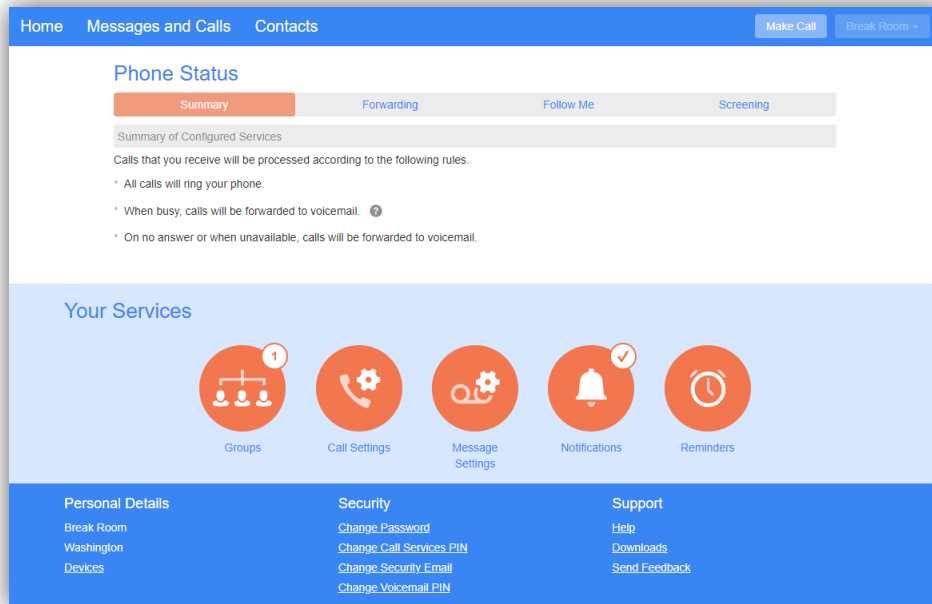 Home Messages and Calls Contacts Make Call Break Room
Phone Status
Summary Forwarding Follow Me Screening
Summary of Configured Services
Calls that you receive will be processed according to the following rules.
All calls will ring your phone.
When busy, calls will be forwarded to voicemail. ?
On no answer or when unavailable, calls will be forwarded to voicemail.
Your Services
1
Groups Call Settings Message Notifications Reminders
Settings
Personal Details Security Support
Break Room Change Password Help
Washington Change Call Services PIN Downloads
Devices Change Security Email Send Feedback
Change Voicemail PIN